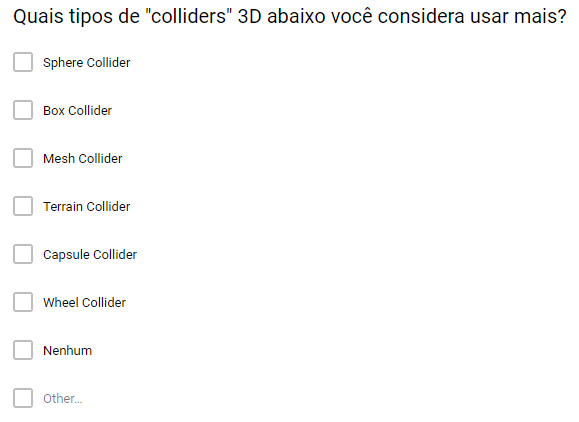 Quais tipos de "colliders" 3D abaixo você considera usar mais?
Sphere Collider
Box Collider
Mesh Collider
Terrain Collider
Capsule Collider
Wheel Collider
Nenhum
Other...